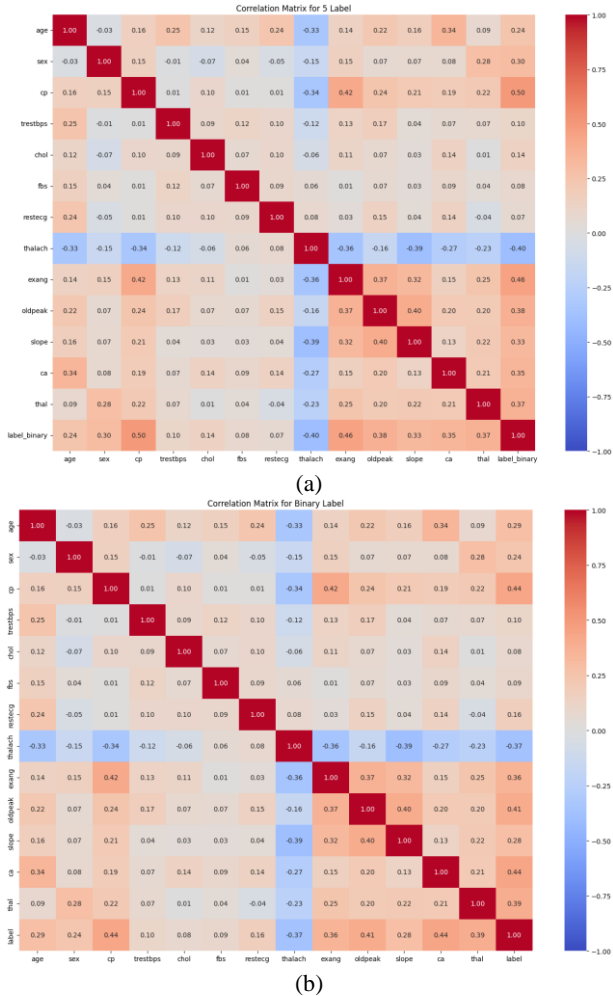 Correlation Matrix for 5 Label
age 1.00 -0.03 0.16 0.25 0.12 0.15 0.24 -0.33 0.14 0.22 0.16 0.34 0.09 0.24
sex -0.03 1.00 0.15 -0.01 -0.07 0.04 -0.05 -0.15 0.15 0.07 0.07 0.08 0.28 0.30
cp 0.16 0.15 1.00 0.01 0.10 0.01 0.01 -0.34 0.42 0.24 0.21 0.19 0.22 0.50
trestbps 0.25 -0.01 0.01 1.00 0.09 0.12 0.10 -0.12 0.13 0.17 0.04 0.07 0.07 0.10
chol 0.12 -0.07 0.10 0.09 1.00 0.07 0.10 -0.06 0.11 0.07 0.03 0.14 0.01 0.14
fbs 0.15 0.04 0.01 0.12 0.07 1.00 0.09 0.06 0.01 0.07 0.03 0.09 0.04 0.08
restecg 0.24 -0.05 0.01 0.10 0.10 0.09 1.00 0.08 0.03 0.15 0.04 0.14 -0.04 0.07
thalach -0.33 -0.15 -0.34 -0.12 -0.06 0.06 0.08 1.00 -0.36 -0.16 -0.39 -0.27 -0.23 -0.40
exang 0.14 0.15 0.42 0.13 0.11 0.01 0.03 -0.36 1.00 0.37 0.32 0.15 0.25 0.46
oldpeak 0.22 0.07 0.24 0.17 0.07 0.07 0.15 -0.16 0.37 1.00 0.40 0.20 0.20 0.38
slope 0.16 0.07 0.21 0.04 0.03 0.03 0.04 -0.39 0.32 0.40 1.00 0.13 0.22 0.33
ca 0.34 0.08 0.19 0.07 0.14 0.09 0.14 -0.27 0.15 0.20 0.13 1.00 0.21 0.35
thal 0.09 0.28 0.22 0.07 0.01 0.04 -0.04 -0.23 0.25 0.20 0.22 0.21 1.00 0.37
label_binary 0.24 0.30 0.50 0.10 0.14 0.08 0.07 -0.40 0.46 0.38 0.33 0.35 0.37 1.00
age sex cp trestbps chol fbs restecg thalach exang oldpeak slope ca thal label_binary
1.00
0.75
0.50
0.25
0.00
-0.25
-0.50
-0.75
-1.00
(a)
Correlation Matrix for Binary Label
age 1.00 -0.03 0.16 0.25 0.12 0.15 0.24 -0.33 0.14 0.22 0.16 0.34 0.09 0.29
sex -0.03 1.00 0.15 -0.01 -0.07 0.04 -0.05 -0.15 0.15 0.07 0.07 0.08 0.28 0.24
cp 0.16 0.15 1.00 0.01 0.10 0.01 0.01 -0.34 0.42 0.24 0.21 0.19 0.22 0.44
trestbps 0.25 -0.01 0.01 1.00 0.09 0.12 0.10 -0.12 0.13 0.17 0.04 0.07 0.07 0.10
chol 0.12 -0.07 0.10 0.09 1.00 0.07 0.10 -0.06 0.11 0.07 0.03 0.14 0.01 0.08
fbs 0.15 0.04 0.01 0.12 0.07 1.00 0.09 0.06 0.01 0.07 0.03 0.09 0.04 0.09
restecg 0.24 -0.05 0.01 0.10 0.10 0.09 1.00 0.08 0.03 0.15 0.04 0.14 -0.04 0.16
thalach -0.33 -0.15 -0.34 -0.12 -0.06 0.06 0.08 1.00 -0.36 -0.16 -0.39 -0.27 -0.23 -0.37
exang 0.14 0.15 0.42 0.13 0.11 0.01 0.03 -0.36 1.00 0.37 0.32 0.15 0.25 0.36
oldpeak 0.22 0.07 0.24 0.17 0.07 0.07 0.15 -0.16 0.37 1.00 0.40 0.20 0.20 0.41
slope 0.16 0.07 0.21 0.04 0.03 0.03 0.04 -0.39 0.32 0.40 1.00 0.13 0.22 0.28
ca 0.34 0.08 0.19 0.07 0.14 0.09 0.14 -0.27 0.15 0.20 0.13 1.00 0.21 0.44
thal 0.09 0.28 0.22 0.07 0.01 0.04 -0.04 -0.23 0.25 0.20 0.22 0.21 1.00 0.39
label 0.29 0.24 0.44 0.10 0.08 0.09 0.16 -0.37 0.36 0.41 0.28 0.44 0.39 1.00
age sex cp trestbps chol fbs restecg thalach exang oldpeak slope ca thal label
1.00
0.75
0.50
0.25
0.00
-0.25
-0.50
-0.75
-1.00
(b)